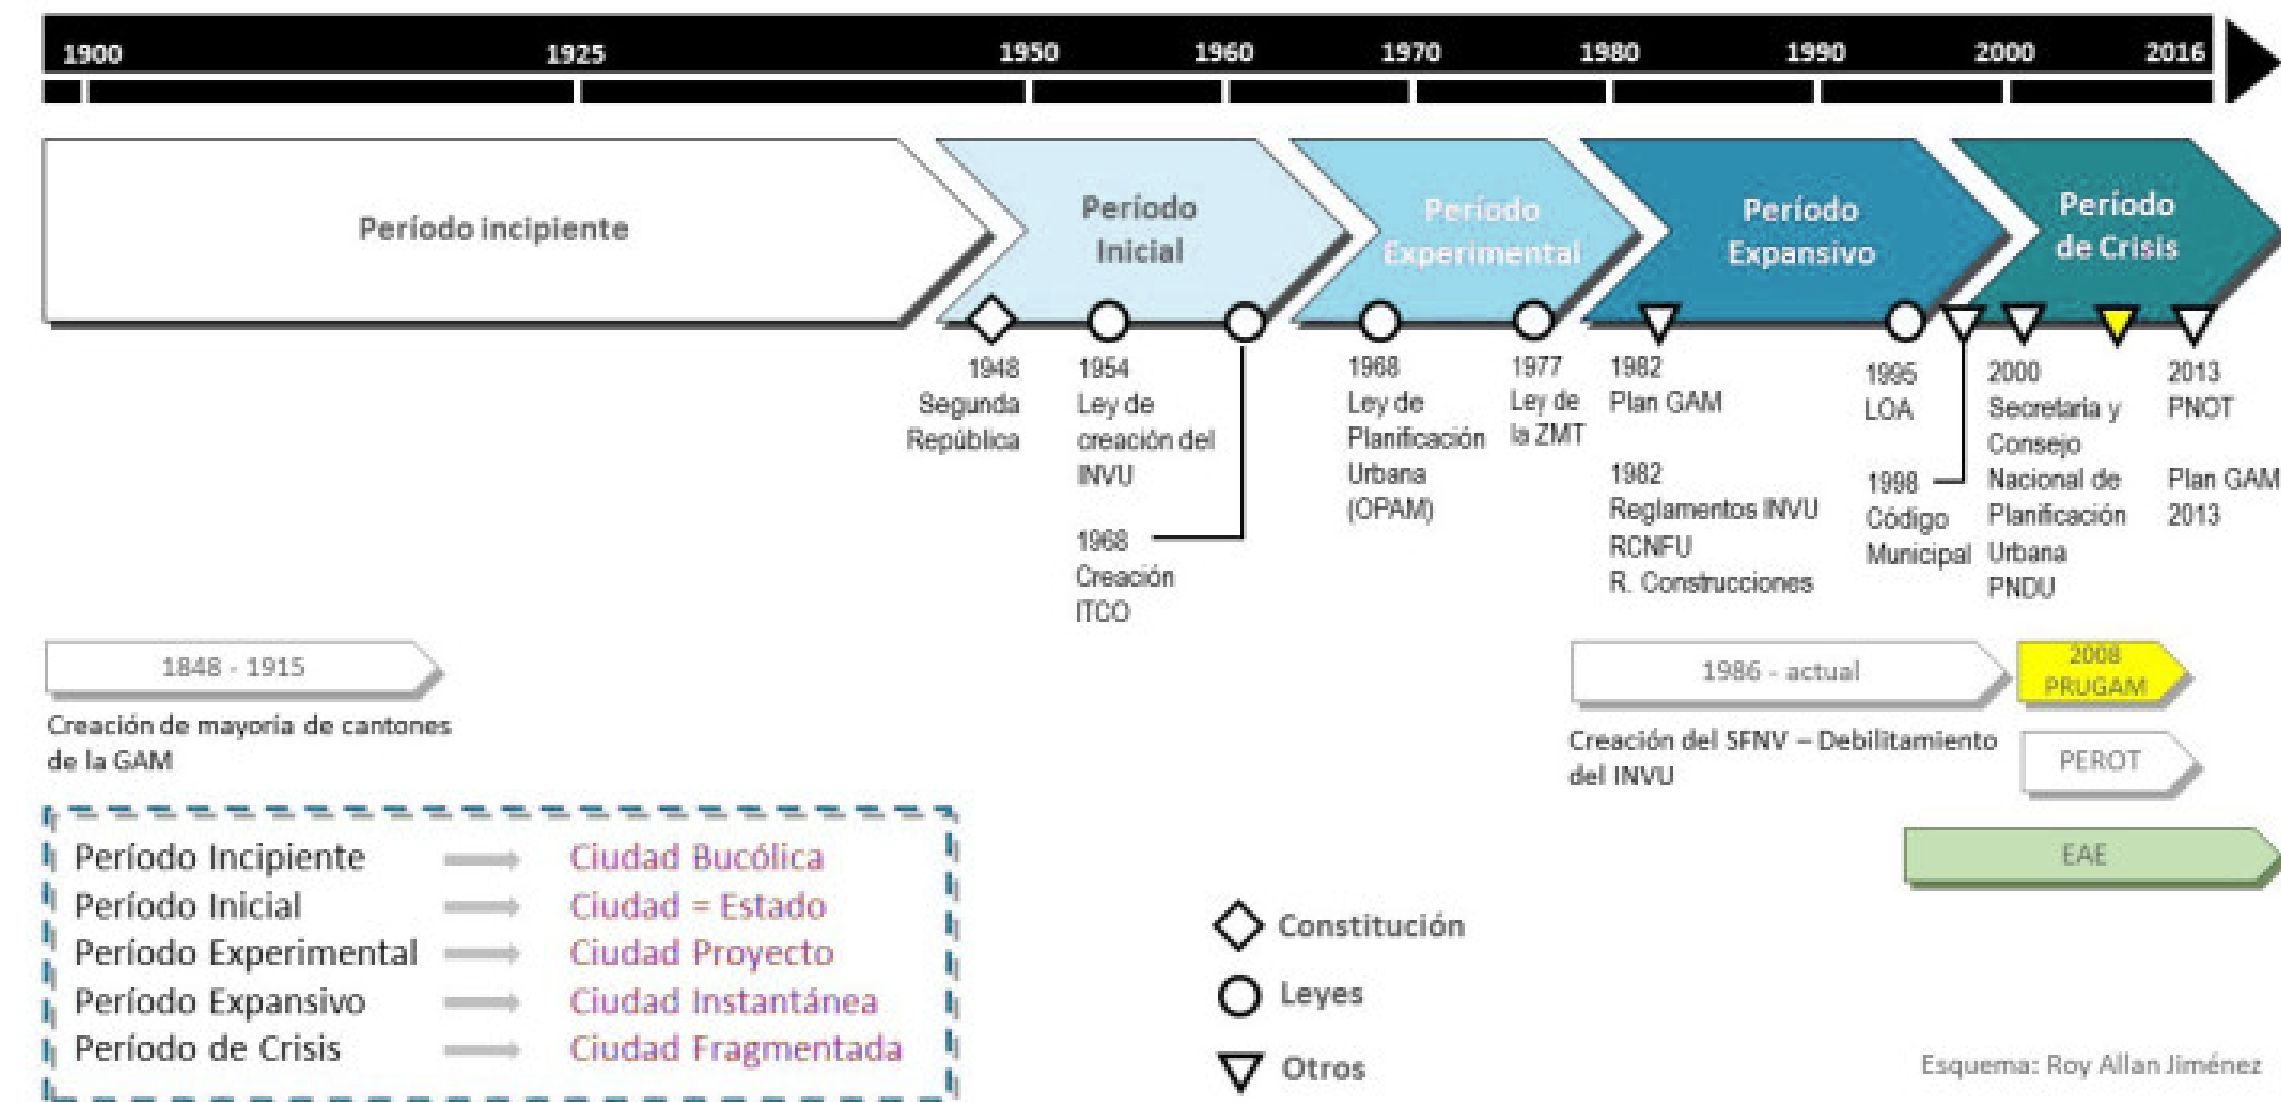 1900 1925 1950 1960 1970 1980 1990 2000 2016
Período incipiente
Período
Inicial
Período
Experimental
Período
Expansivo
Período
de Crisis
1948
Segunda
República
1954
Ley de
creación del
INVU
1968
Creación
ITCO
1968
Ley de
Planificación
Urbana
(OPAM)
1977
Ley de
la ZMT
1982
Plan GAM
1982
Reglamentos INVU
RCNFU
R. Construcciones
1995
LOA
1998
Código
Municipal
2000
Secretaria y
Consejo
Nacional de
Planificación
Urbana
PNDU
2013
PNOT
Plan GAM
2013
1848 - 1915
Creación de mayoría de cantones
de la GAM
1986 - actual
Creación del SFNV – Debilitamiento
del INVU
2008
PRUGAM
PEROT
EAE
Período Incipiente Ciudad Bucólica
Período Inicial Ciudad = Estado
Período Experimental Ciudad Proyecto
Período Expansivo Ciudad Instantánea
Período de Crisis Ciudad Fragmentada
Constitución
Leyes
Otros
Esquema: Roy Allan Jiménez